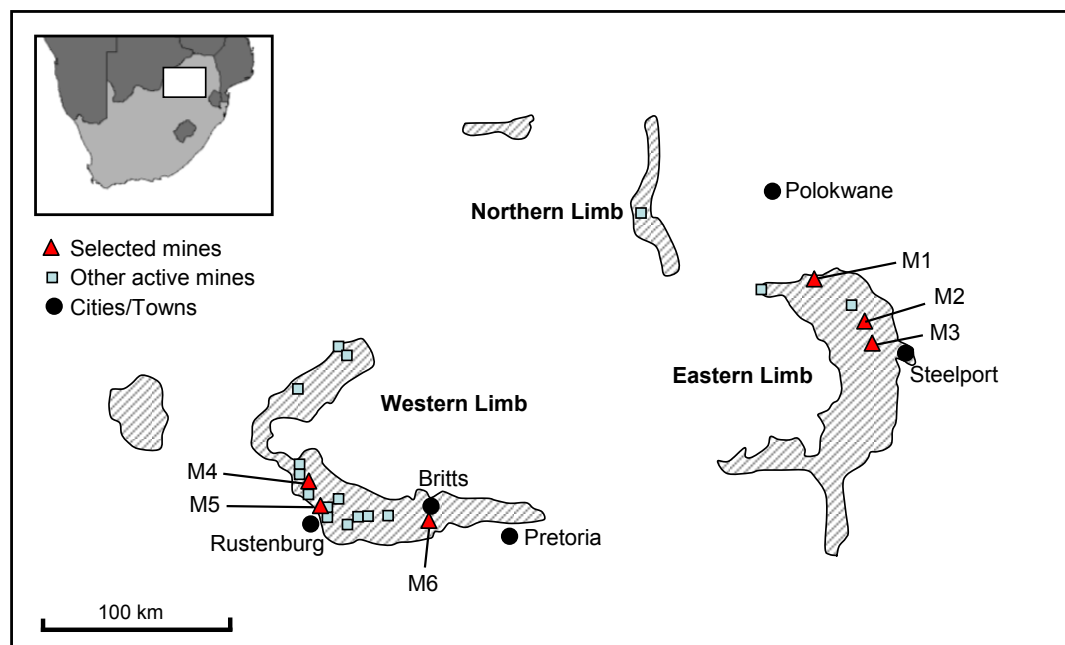 Polokwane
Northern Limb
Selected mines
Other active mines
Cities/Towns
M1
M2
M3
Steelport
Eastern Limb
Western Limb
M4
Britts
M5
Rustenburg
Pretoria
M6
100 km